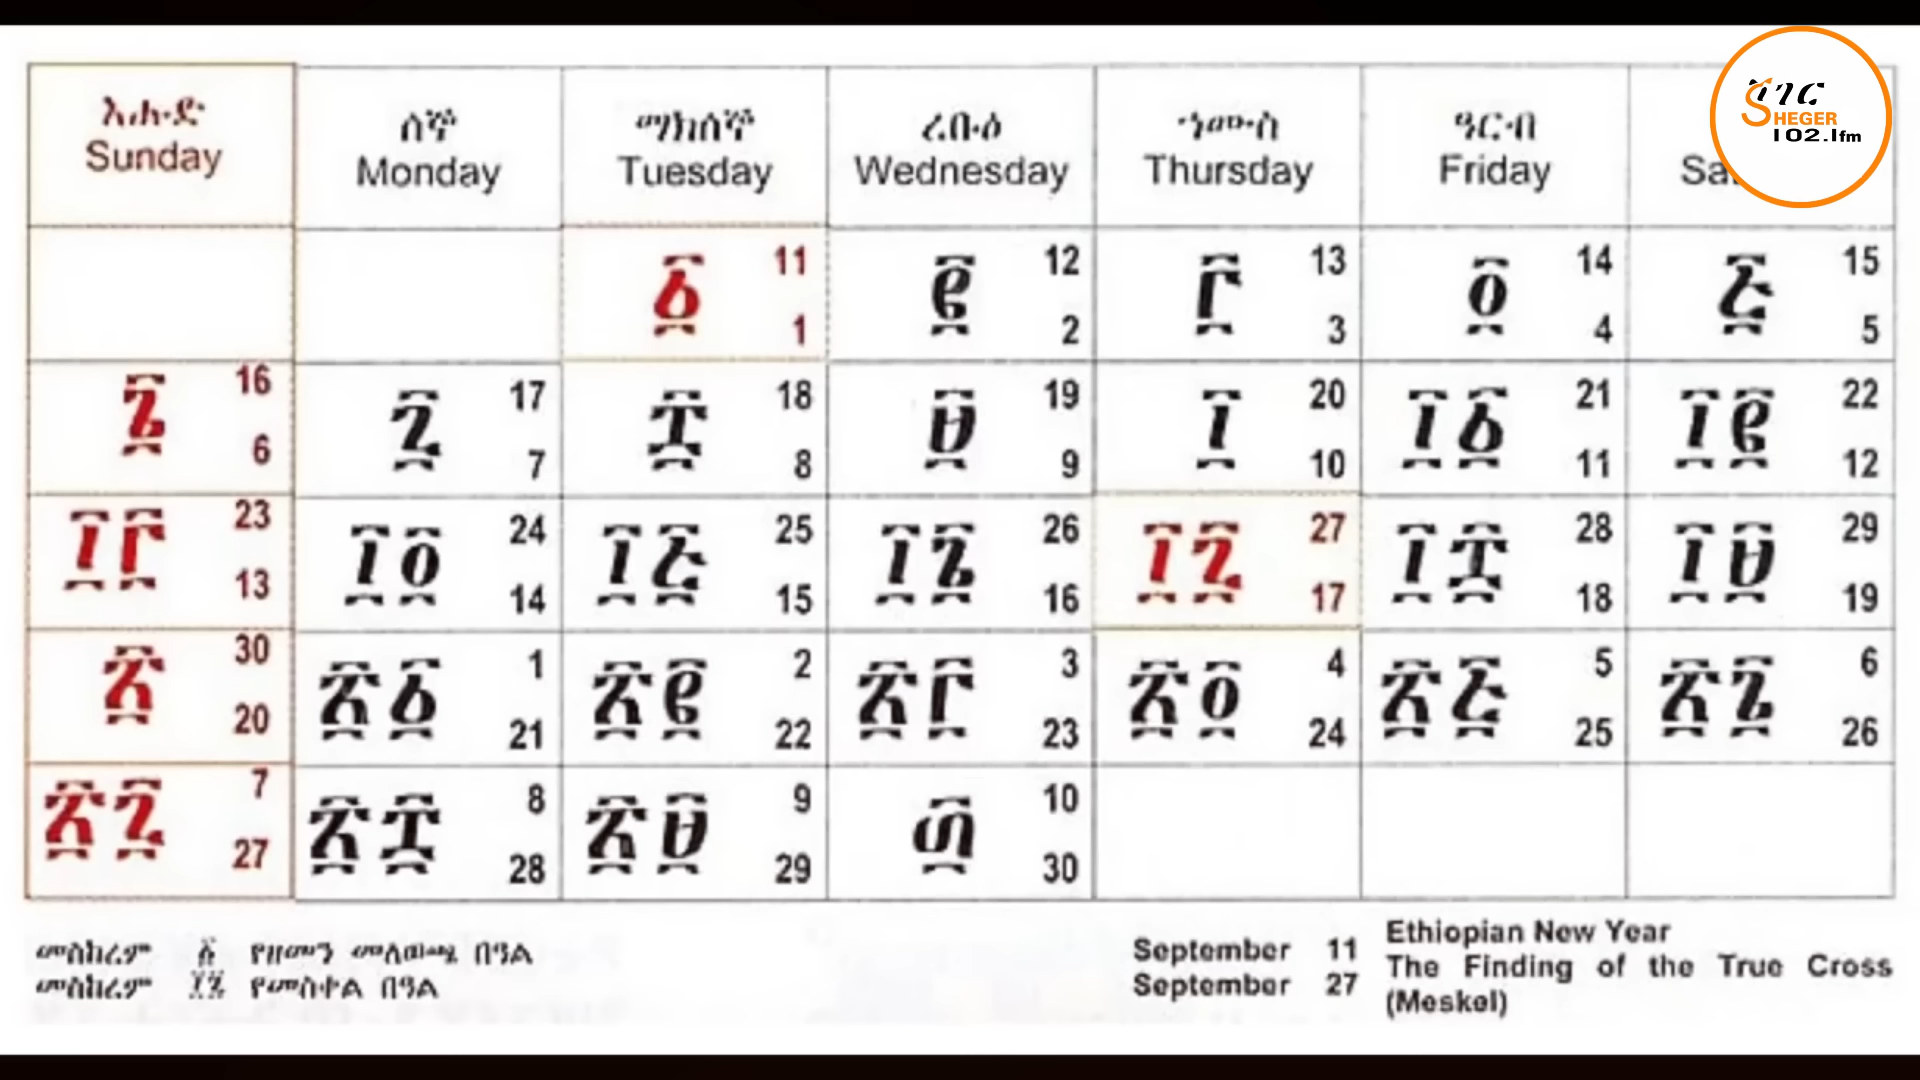 እሑድ ሰኞ ማክሰኞ ረቡዕ ኀሙስ ዓርብ
Sunday Monday Tuesday Wednesday Thursday Friday
ሸገር
SHEGER
102.1fm
፩ 11 ፪ 12 ፫ 13 ፬ 14 ፭ 15
1 2 3 4 5
፮ 16 ፯ 17 ፰ 18 ፱ 19 ፲ 20 ፲፩ 21 ፲፪ 22
6 7 8 9 10 11 12
፲፫ 23 ፲፬ 24 ፲፭ 25 ፲፮ 26 ፲፯ 27 ፲፰ 28 ፲፱ 29
13 14 15 16 17 18 19
፳ 30 ፳፩ 1 ፳፪ 2 ፳፫ 3 ፳፬ 4 ፳፭ 5 ፳፮ 6
20 21 22 23 24 25 26
፳፯ 7 ፳፰ 8 ፳፱ 9 ፴ 10
27 28 29 30
መስከረም ፩ የዘመን መለወጫ በዓል
መስከረም ፲፯ የመስቀል በዓል
September 11 Ethiopian New Year
September 27 The Finding of the True Cross
(Meskel)